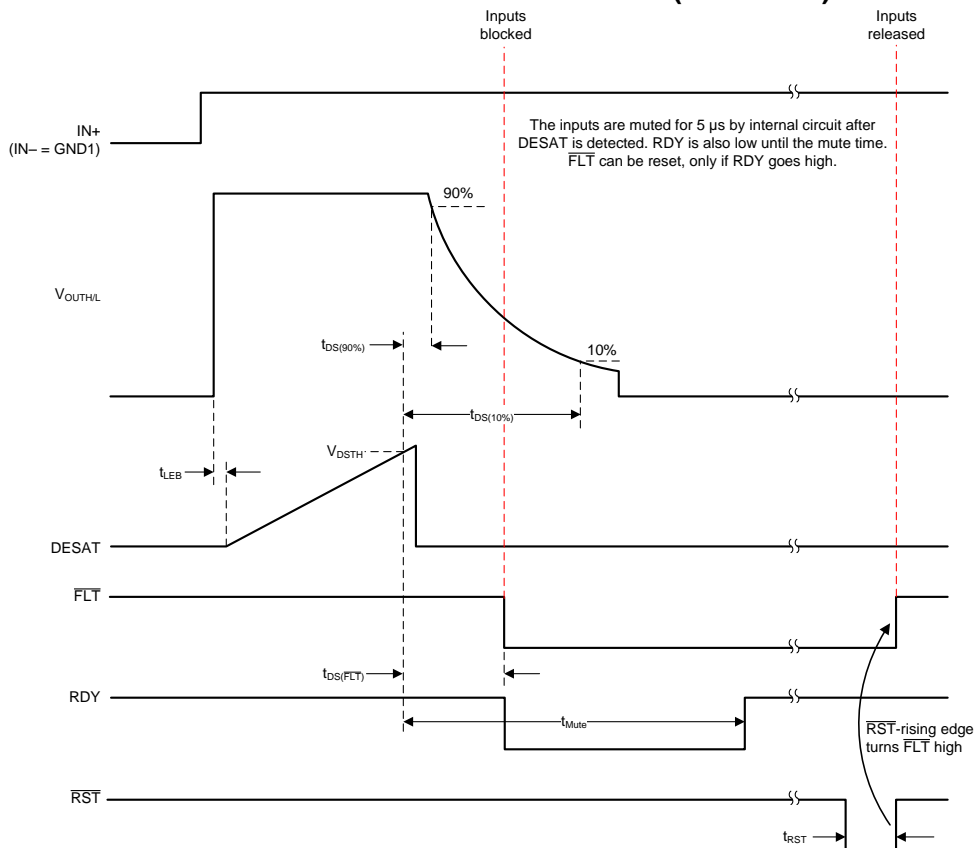 Inputs
blocked
Inputs
released
IN+
(IN– = GND1)
The inputs are muted for 5 µs by internal circuit after
DESAT is detected. RDY is also low until the mute time.
FLT can be reset, only if RDY goes high.
90%
VOUTH/L
tDS(90%)
10%
tDS(10%)
VDSTH
tLEB
DESAT
FLT
tDS(FLT)
RDY
tMute
RST-rising edge
turns FLT high
RST
tRST